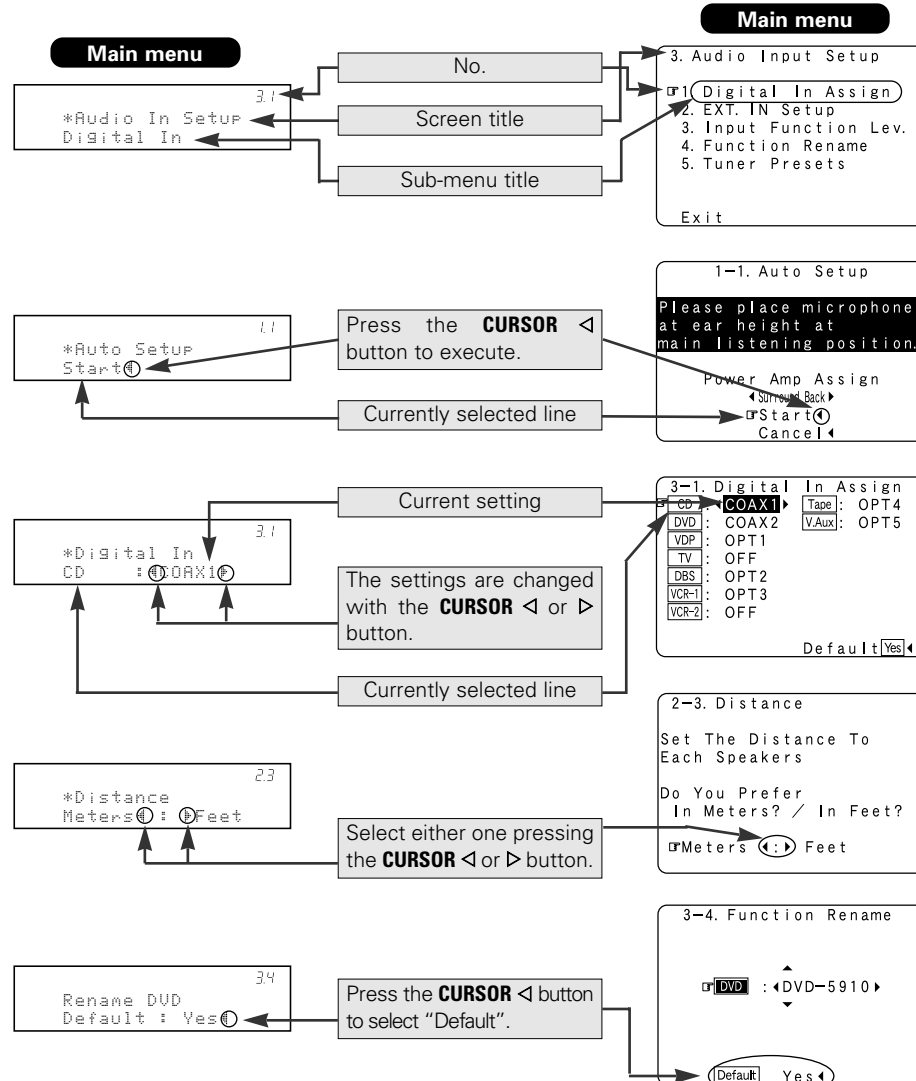 Main menu
3.1
*Audio In Setup
Digital In
No.
Screen title
Sub-menu title
Main menu
3. Audio Input Setup
☞1. Digital In Assign
2. EXT. IN Setup
3. Input Function Lev.
4. Function Rename
5. Tuner Presets
Exit
1.1
*Auto Setup
Start◀
Press the CURSOR ◁
button to execute.
Currently selected line
1-1. Auto Setup
Please place microphone
at ear height at
main listening position.
Power Amp Assign
◀Surround Back▶
☞Start◀
Cancel◀
3.1
*Digital In
CD :◀COAX1▶
Current setting
The settings are changed
with the CURSOR ◁ or ▷
button.
Currently selected line
3-1. Digital In Assign
☞CD :◀COAX1▶ Tape : OPT4
DVD : COAX2 V.Aux : OPT5
VDP : OPT1
TV : OFF
DBS : OPT2
VCR-1 : OPT3
VCR-2 : OFF
Default Yes◀
2.3
*Distance
Meters◀ : ▶Feet
Select either one pressing
the CURSOR ◁ or ▷ button.
2-3. Distance
Set The Distance To
Each Speakers
Do You Prefer
In Meters? / In Feet?
☞Meters ◀:▶ Feet
3.4
Rename DVD
Default : Yes◀
Press the CURSOR ◁ button
to select “Default”.
3-4. Function Rename
☞DVD :◀DVD-5910▶
Default Yes◀